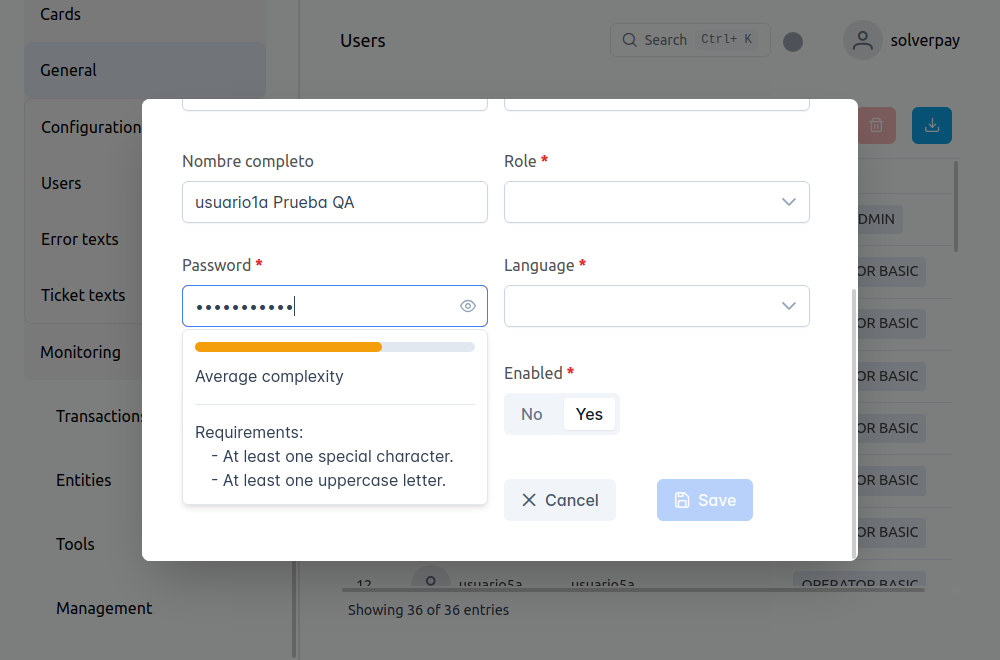 Cards
General
Configuration
Users
Error texts
Ticket texts
Monitoring
Transactions
Entities
Tools
Management
Users
Search Ctrl+ K
solverpay
Nombre completo
usuario1a Prueba QA
Role *
Password *
•••••••••••
Average complexity
Requirements:
- At least one special character.
- At least one uppercase letter.
Language *
Enabled *
No Yes
Cancel
Save
DMIN
OR BASIC
OR BASIC
OR BASIC
OR BASIC
OR BASIC
OR BASIC
12 usuario5a usuario5a OPERATOR BASIC
Showing 36 of 36 entries